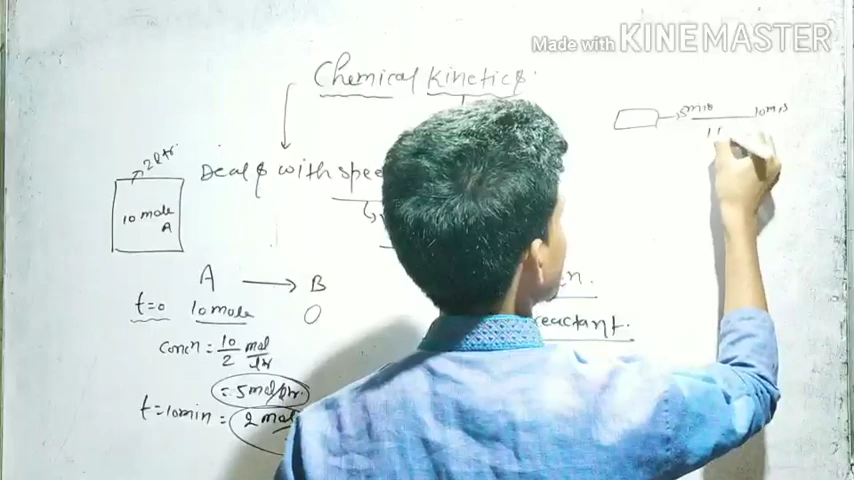 Made with KINEMASTER
Chemical Kinetics.
Deals with spee
2 ltr
10 mole
A
5min 10min
A → B
t=0 10 mole 0
n.
eactant.
Concn = 10/2 mol/ltr
= 5 mol/ltr.
t=10min = 2 mol